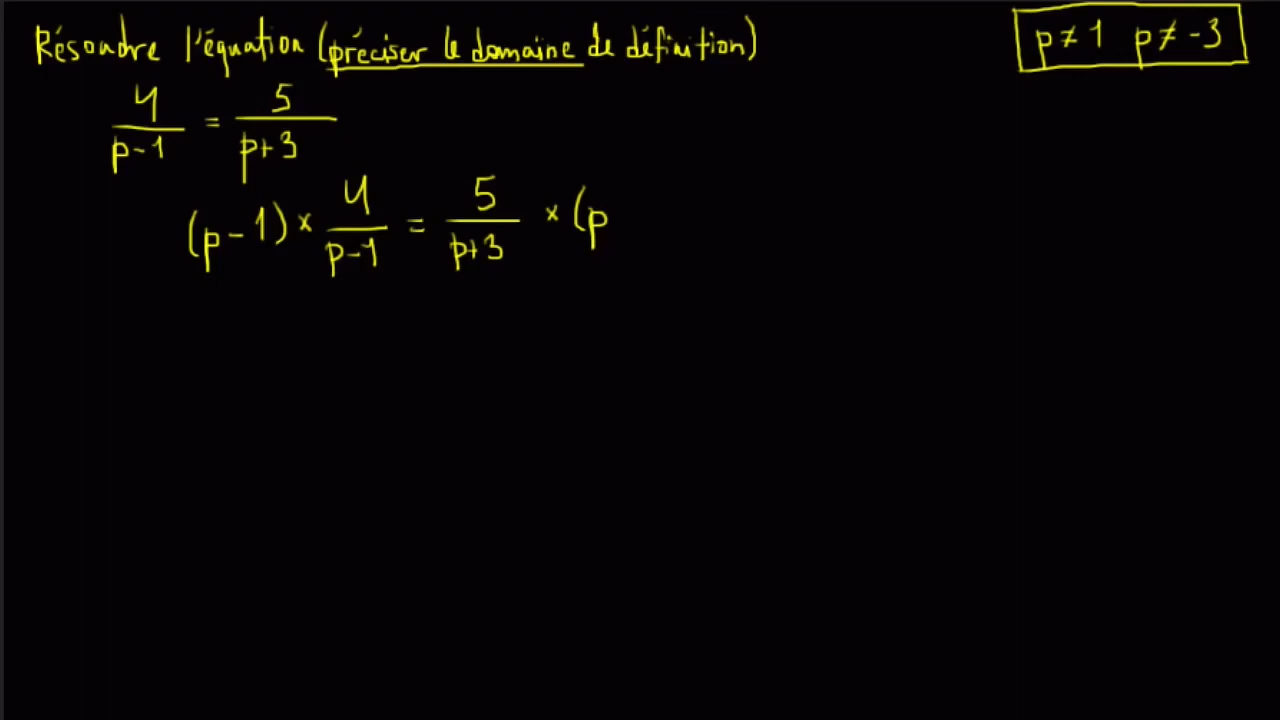 Résoudre l'équation (préciser le domaine de définition)
p ≠ 1 p ≠ -3
4/(p-1) = 5/(p+3)
(p-1) × 4/(p-1) = 5/(p+3) × (p